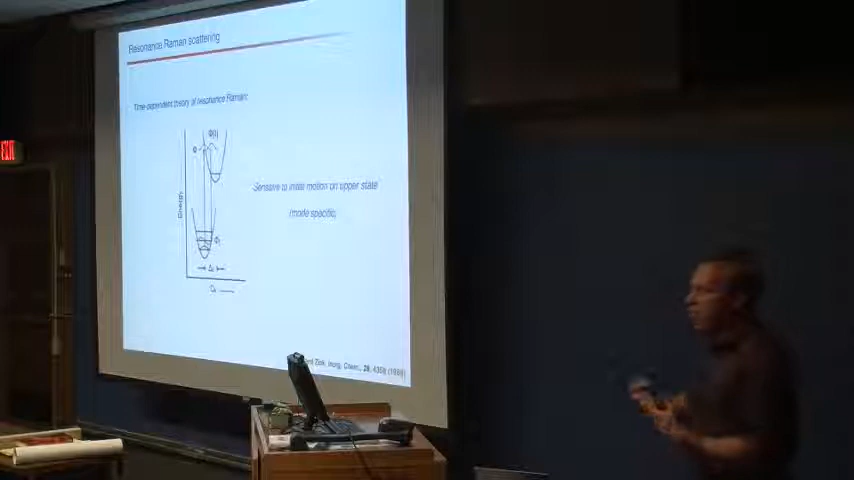 Resonance Raman scattering
Time-dependent theory of resonance Raman:
Φ(t)
Φ
Energy
Φ
Δ
Q
Sensitive to initial motion on upper state
(mode specific)
Zink, Inorg. Chem., 28, (1989)
EXIT